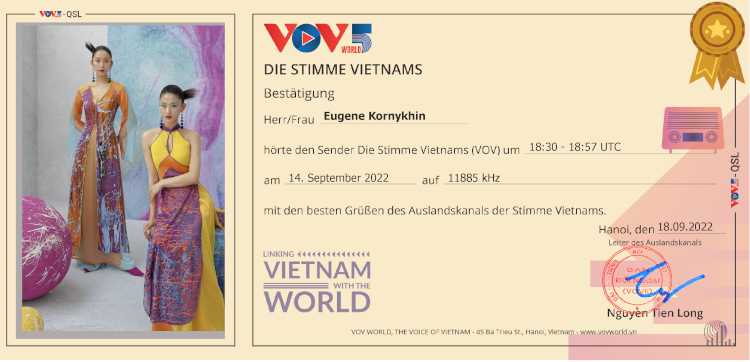 VOV5 - QSL
VOV5
WORLD
DIE STIMME VIETNAMS
Bestätigung
Herr/Frau Eugene Kornykhin
hörte den Sender Die Stimme Vietnams (VOV) um 18:30 - 18:57 UTC
am 14. September 2022 auf 11885 kHz
mit den besten Grüßen des Auslandskanals der Stimme Vietnams.
Hanoi, den 18.09.2022
Leiter des Auslandskanals
LINKING
VIETNAM
WITH THE
WORLD
Nguyen Tien Long
VOV WORLD, THE VOICE OF VIETNAM - 45 Ba Trieu St., Hanoi, Vietnam - www.vovworld.vn
VOV5 - QSL